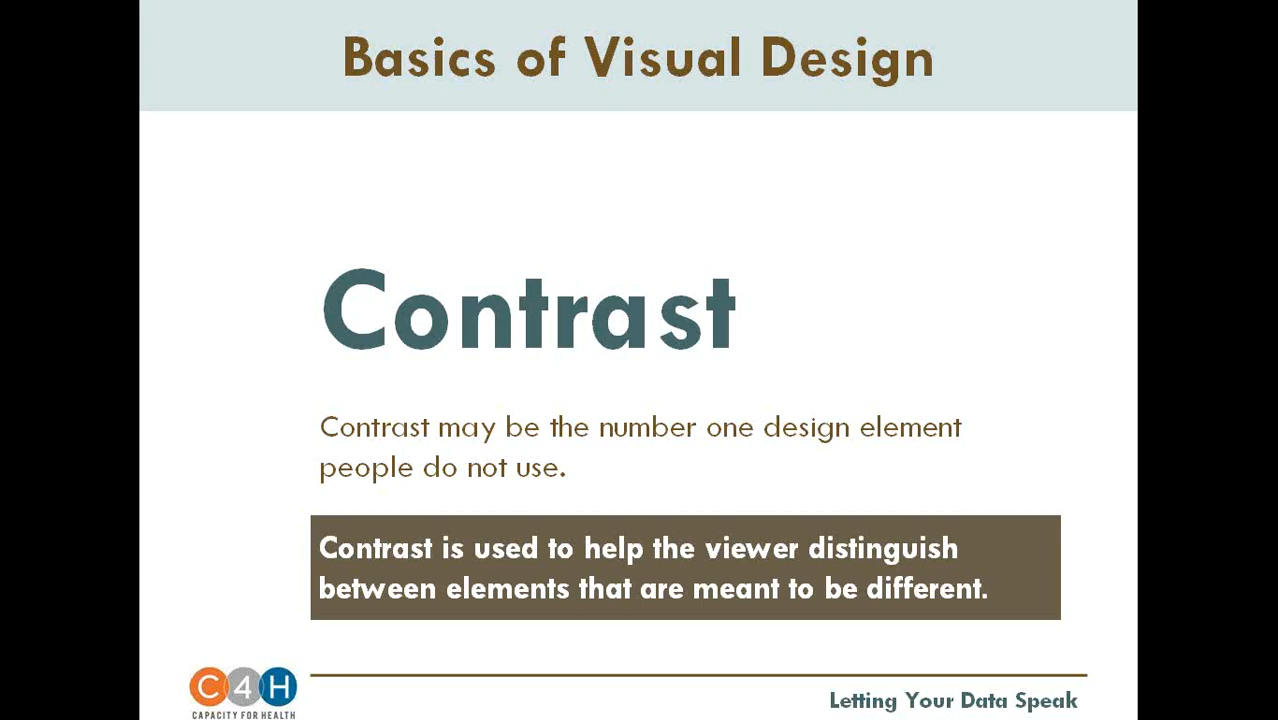 Basics of Visual Design
Contrast
Contrast may be the number one design element
people do not use.
Contrast is used to help the viewer distinguish
between elements that are meant to be different.
C4H
CAPACITY FOR HEALTH
Letting Your Data Speak